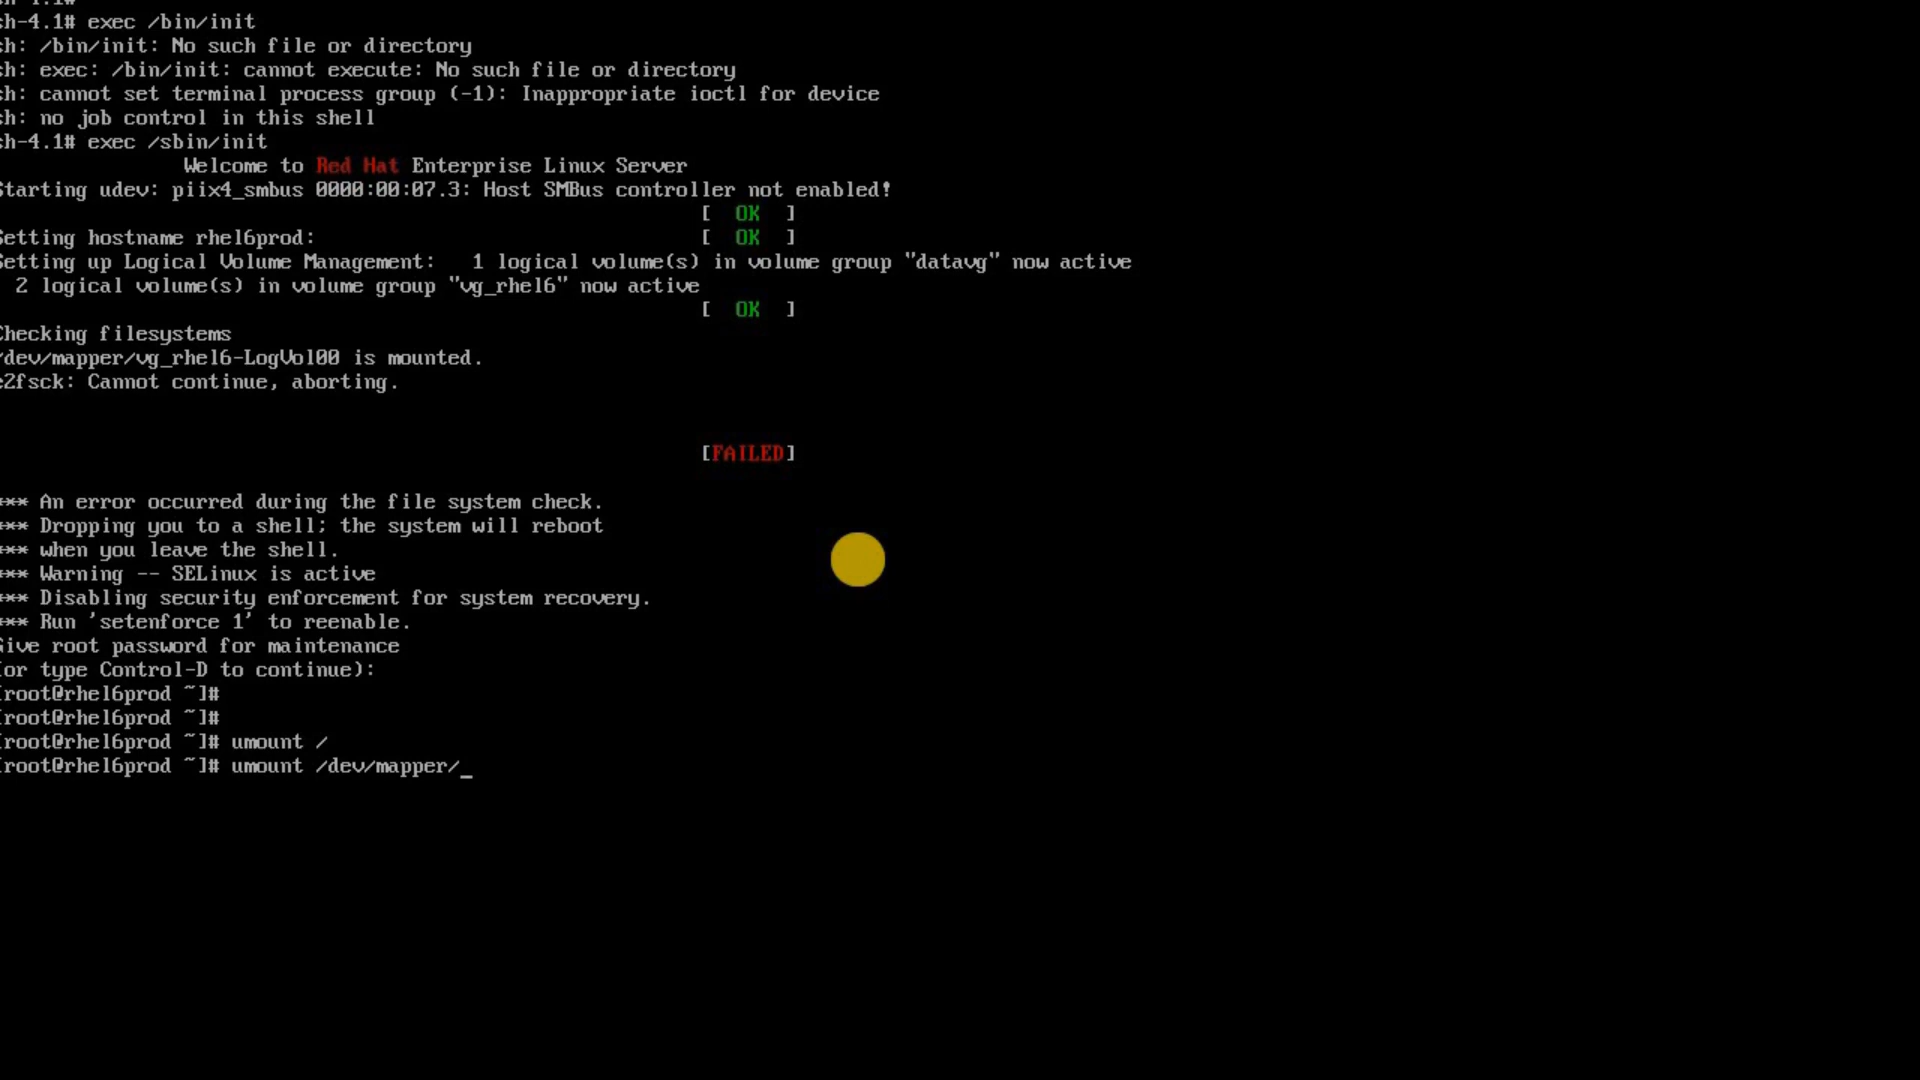 sh-4.1#
sh-4.1# exec /bin/init
sh: /bin/init: No such file or directory
sh: exec: /bin/init: cannot execute: No such file or directory
sh: cannot set terminal process group (-1): Inappropriate ioctl for device
sh: no job control in this shell
sh-4.1# exec /sbin/init
Welcome to Red Hat Enterprise Linux Server
Starting udev: piix4_smbus 0000:00:07.3: Host SMBus controller not enabled!
[  OK  ]
Setting hostname rhel6prod: [  OK  ]
Setting up Logical Volume Management:   1 logical volume(s) in volume group "datavg" now active
2 logical volume(s) in volume group "vg_rhel6" now active
[  OK  ]
Checking filesystems
/dev/mapper/vg_rhel6-LogVol00 is mounted.
e2fsck: Cannot continue, aborting.
[FAILED]
*** An error occurred during the file system check.
*** Dropping you to a shell; the system will reboot
*** when you leave the shell.
*** Warning -- SELinux is active
*** Disabling security enforcement for system recovery.
*** Run 'setenforce 1' to reenable.
Give root password for maintenance
(or type Control-D to continue):
[root@rhel6prod ~]#
[root@rhel6prod ~]#
[root@rhel6prod ~]# umount /
[root@rhel6prod ~]# umount /dev/mapper/_